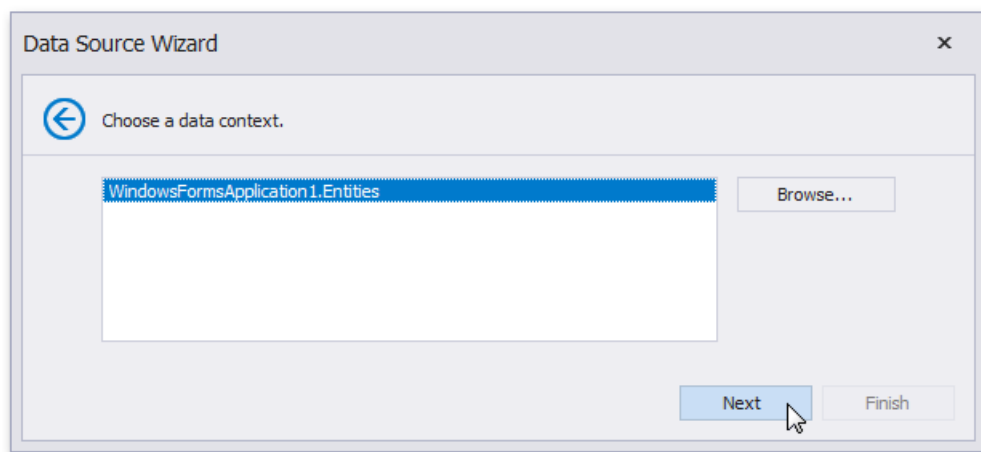 Data Source Wizard
Choose a data context.
WindowsFormsApplication1.Entities
Browse...
Next
Finish